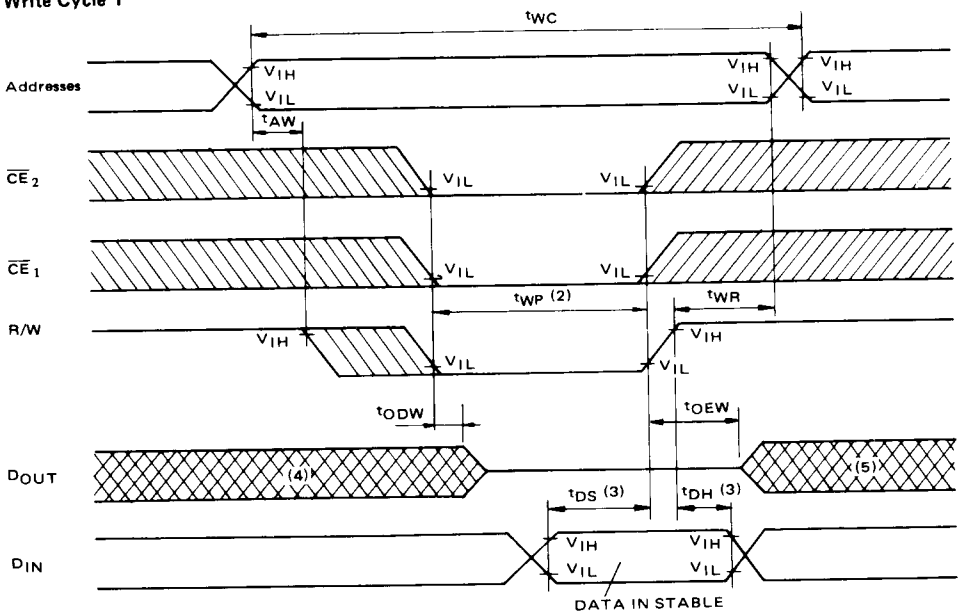 Write Cycle 1
tWC
Addresses
VIH
VIL
VIH
VIL
VIH
VIL
tAW
CE2
VIL
VIL
CE1
VIL
VIL
tWP (2)
tWR
R/W
VIH
VIL
VIH
VIL
tODW
tOEW
DOUT
(4)
(5)
tDS (3)
tDH (3)
DIN
VIH
VIL
VIH
VIL
DATA IN STABLE